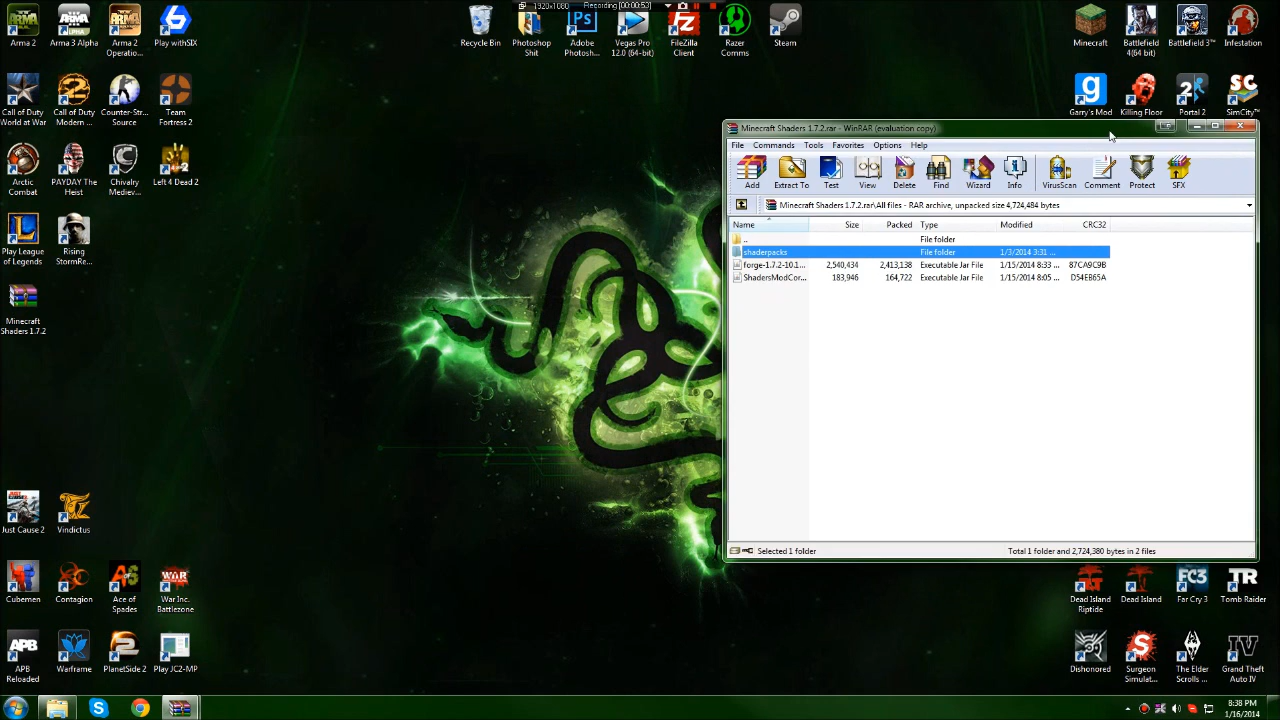 1920x1080
Recording [00:00:53]
Arma 2
Arma 3 Alpha
Arma 2 Operatio...
Play withSIX
Recycle Bin
Photoshop Shit
Adobe Photosh...
Vegas Pro 12.0 (64-bit)
FileZilla Client
Razer Comms
Steam
Minecraft
Battlefield 4(64 bit)
Battlefield 3™
Infestation
Call of Duty World at War
Call of Duty Modern ...
Counter-Str... Source
Team Fortress 2
Garry's Mod
Killing Floor
Portal 2
SimCity™
Arctic Combat
PAYDAY The Heist
Chivalry Mediev...
Left 4 Dead 2
Play League of Legends
Rising StormRe...
Minecraft Shaders 1.7.2
Minecraft Shaders 1.7.2.rar - WinRAR (evaluation copy)
File Commands Tools Favorites Options Help
Add Extract To Test View Delete Find Wizard Info VirusScan Comment Protect SFX
Minecraft Shaders 1.7.2.rar\All files - RAR archive, unpacked size 4,724,484 bytes
Name Size Packed Type Modified CRC32
.. File folder
shaderpacks File folder 1/3/2014 3:31 ...
forge-1.7.2-10.1... 2,540,434 2,413,138 Executable Jar File 1/15/2014 8:33 ... 87CA9C9B
ShadersModCor... 183,946 164,722 Executable Jar File 1/15/2014 8:05 ... D54EB65A
Selected 1 folder
Total 1 folder and 2,724,380 bytes in 2 files
Just Cause 2
Vindictus
Cubemen
Contagion
Ace of Spades
War Inc. Battlezone
Dead Island Riptide
Dead Island
Far Cry 3
Tomb Raider
APB Reloaded
Warframe
PlanetSide 2
Play JC2-MP
Dishonored
Surgeon Simulat...
The Elder Scrolls ...
Grand Theft Auto IV
8:38 PM
1/16/2014